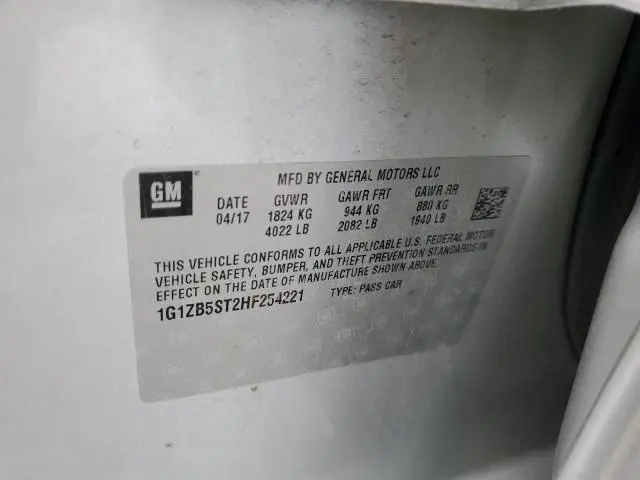 GM
MFD BY GENERAL MOTORS LLC
DATE GVWR GAWR FRT GAWR RR
04/17 1824 KG 944 KG 880 KG
4022 LB 2082 LB 1940 LB
THIS VEHICLE CONFORMS TO ALL APPLICABLE U.S. FEDERAL MOTOR
VEHICLE SAFETY, BUMPER, AND THEFT PREVENTION STANDARDS IN
EFFECT ON THE DATE OF MANUFACTURE SHOWN ABOVE.
1G1ZB5ST2HF254221 TYPE: PASS CAR